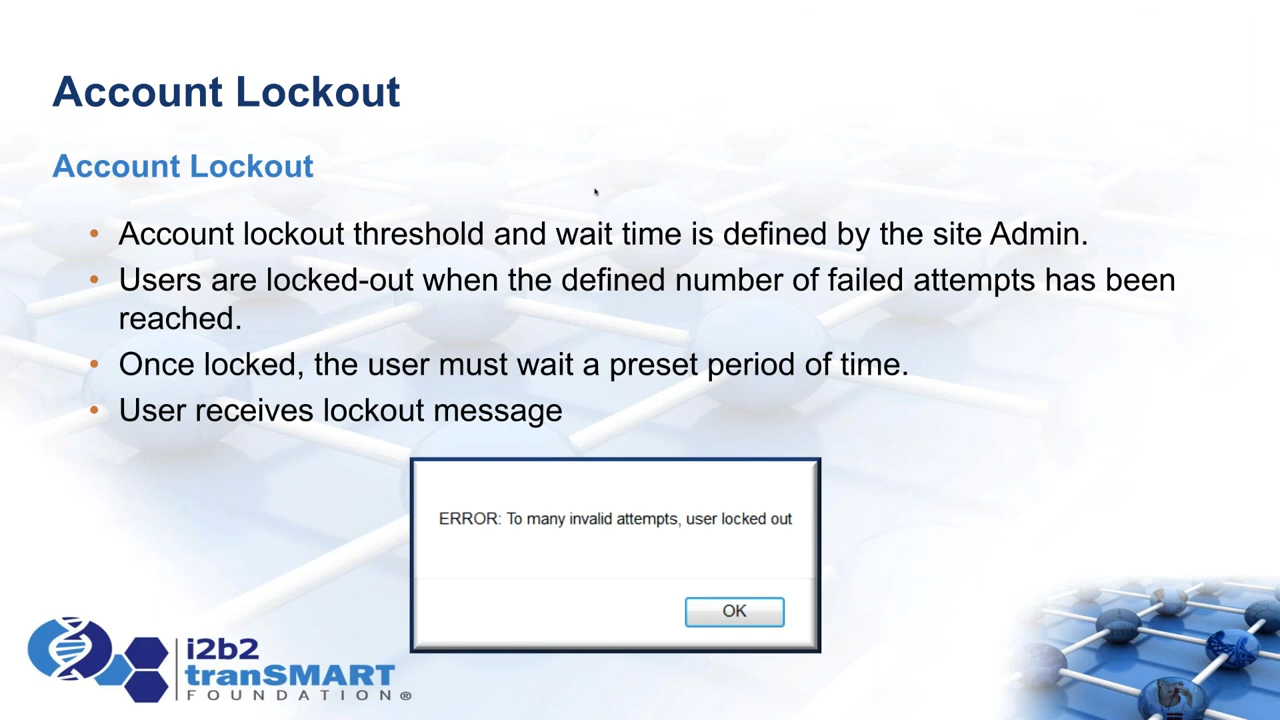 Account Lockout
Account Lockout
• Account lockout threshold and wait time is defined by the site Admin.
• Users are locked-out when the defined number of failed attempts has been
reached.
• Once locked, the user must wait a preset period of time.
• User receives lockout message
ERROR: To many invalid attempts, user locked out
OK
i2b2
tranSMART
FOUNDATION®